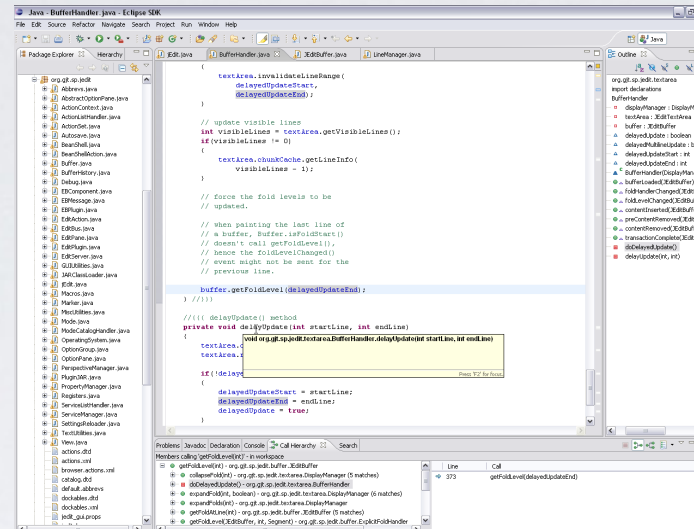 Java - BufferHandler.java - Eclipse SDK
File Edit Source Refactor Navigate Search Project Run Window Help
Java
Package Explorer Hierarchy
org.gjt.sp.jedit
Abbrevs.java
AbstractOptionPane.java
ActionContext.java
ActionListHandler.java
ActionSet.java
Autosave.java
BeanShell.java
BeanShellAction.java
Buffer.java
BufferHistory.java
Debug.java
EBComponent.java
EBMessage.java
EBPlugin.java
EditAction.java
EditBus.java
EditPane.java
EditPlugin.java
EditServer.java
GUIUtilities.java
JARClassLoader.java
jEdit.java
Macros.java
Marker.java
MiscUtilities.java
Mode.java
ModeCatalogHandler.java
OperatingSystem.java
OptionGroup.java
OptionPane.java
PerspectiveManager.java
PluginJAR.java
PropertyManager.java
Registers.java
ServiceListHandler.java
ServiceManager.java
SettingsReloader.java
TextUtilities.java
View.java
actions.dtd
actions.xml
browser.actions.xml
catalog.dtd
default.abbrevs
dockables.dtd
dockables.xml
jedit_gui.props
jEdit.java BufferHandler.java JEditBuffer.java LineManager.java
{
textArea.invalidateLineRange(
delayedUpdateStart,
delayedUpdateEnd);
}
// update visible lines
int visibleLines = textArea.getVisibleLines();
if(visibleLines != 0)
{
textArea.chunkCache.getLineInfo(
visibleLines - 1);
}
// force the fold levels to be
// updated.
// when painting the last line of
// a buffer, Buffer.isFoldStart()
// doesn't call getFoldLevel(),
// hence the foldLevelChanged()
// event might not be sent for the
// previous line.
buffer.getFoldLevel(delayedUpdateEnd);
} //}}}
//{{{ delayUpdate() method
private void delayUpdate(int startLine, int endLine)
{
void org.gjt.sp.jedit.textarea.BufferHandler.delayUpdate(int startLine, int endLine)
textArea.c
textArea.
if(!delaye
Press 'F2' for focus.
{
delayedUpdateStart = startLine;
delayedUpdateEnd = endLine;
delayedUpdate = true;
}
Outline
org.gjt.sp.jedit.textarea
import declarations
BufferHandler
displayManager : DisplayM
textArea : JEditTextArea
buffer : JEditBuffer
delayedUpdate : boolean
delayedMultilineUpdate : b
delayedUpdateStart : int
delayedUpdateEnd : int
BufferHandler(DisplayMan
bufferLoaded(JEditBuffer)
foldHandlerChanged(JEdit
foldLevelChanged(JEditBu
contentInserted(JEditBuff
preContentRemoved(JEdit
contentRemoved(JEditBuf
transactionComplete(JEdit
doDelayedUpdate()
delayUpdate(int, int)
Problems Javadoc Declaration Console Call Hierarchy Search
Members calling 'getFoldLevel(int)' - in workspace
getFoldLevel(int) - org.gjt.sp.jedit.buffer.JEditBuffer
collapseFold(int) - org.gjt.sp.jedit.textarea.DisplayManager (5 matches)
doDelayedUpdate() - org.gjt.sp.jedit.textarea.BufferHandler
expandFold(int, boolean) - org.gjt.sp.jedit.textarea.DisplayManager (6 matches)
expandFolds(int) - org.gjt.sp.jedit.textarea.DisplayManager
getFoldAtLine(int) - org.gjt.sp.jedit.buffer.JEditBuffer (5 matches)
getFoldLevel(JEditBuffer, int, Segment) - org.gjt.sp.jedit.buffer.ExplicitFoldHandler
Line Call
373 getFoldLevel(delayedUpdateEnd)